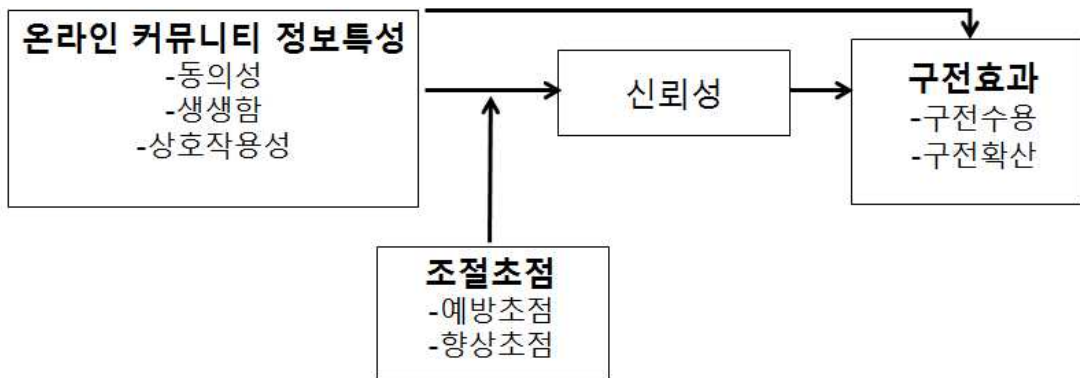 온라인 커뮤니티 정보특성
-동의성
-생생함
-상호작용성
신뢰성
구전효과
-구전수용
-구전확산
조절초점
-예방초점
-향상초점